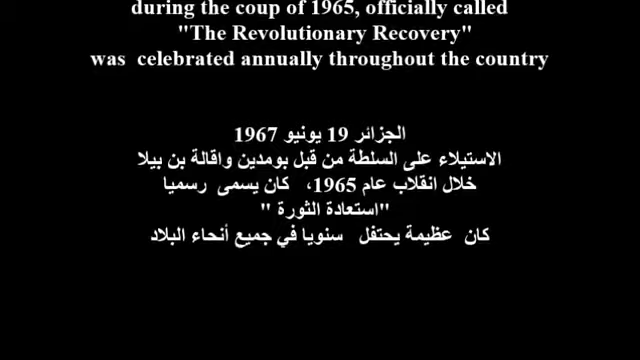 during the coup of 1965, officially called
"The Revolutionary Recovery"
was celebrated annually throughout the country
الجزائر 19 يونيو 1967
الاستيلاء على السلطة من قبل بومدين واقالة بن بيلا
خلال انقلاب عام 1965، كان يسمى رسميا
"استعادة الثورة "
كان عظيمة يحتفل سنويا في جميع أنحاء البلاد